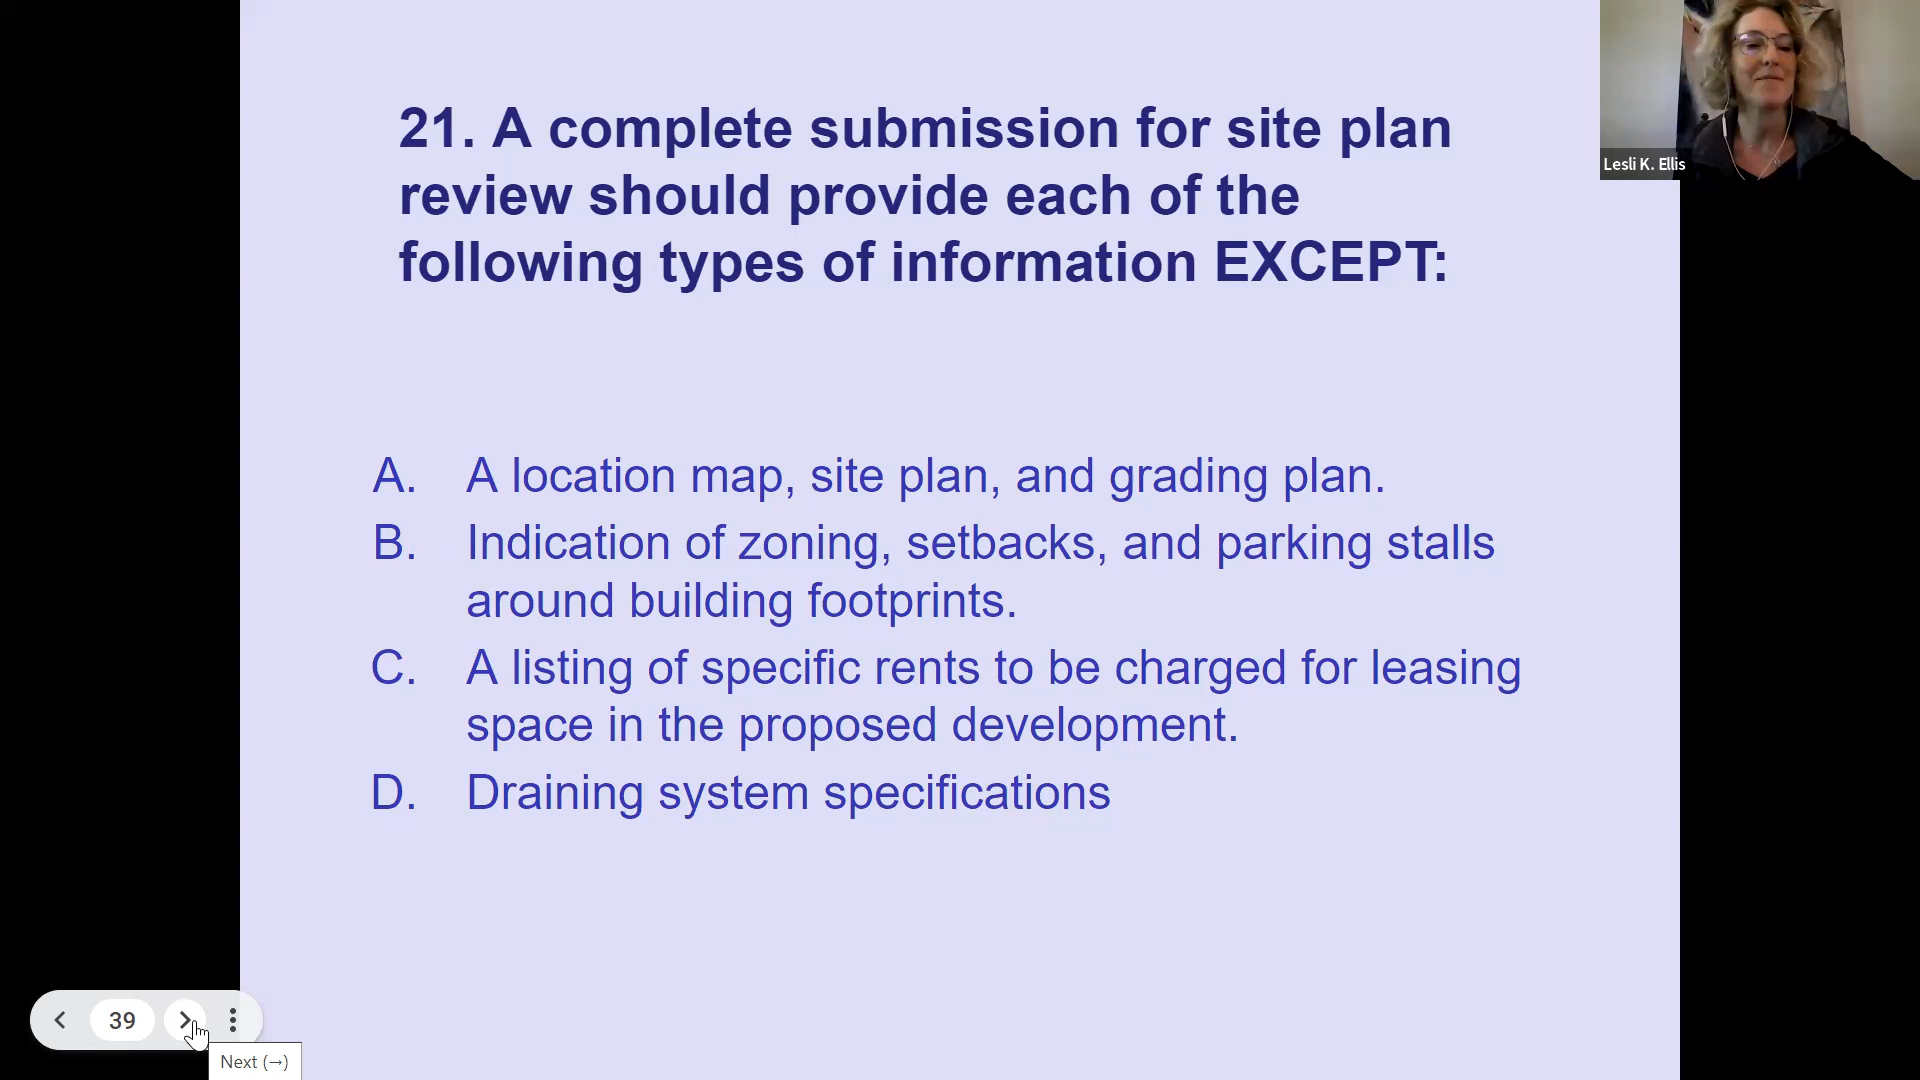 21. A complete submission for site plan
review should provide each of the
following types of information EXCEPT:
A. A location map, site plan, and grading plan.
B. Indication of zoning, setbacks, and parking stalls
around building footprints.
C. A listing of specific rents to be charged for leasing
space in the proposed development.
D. Draining system specifications
Lesli K. Ellis
39
Next (→)